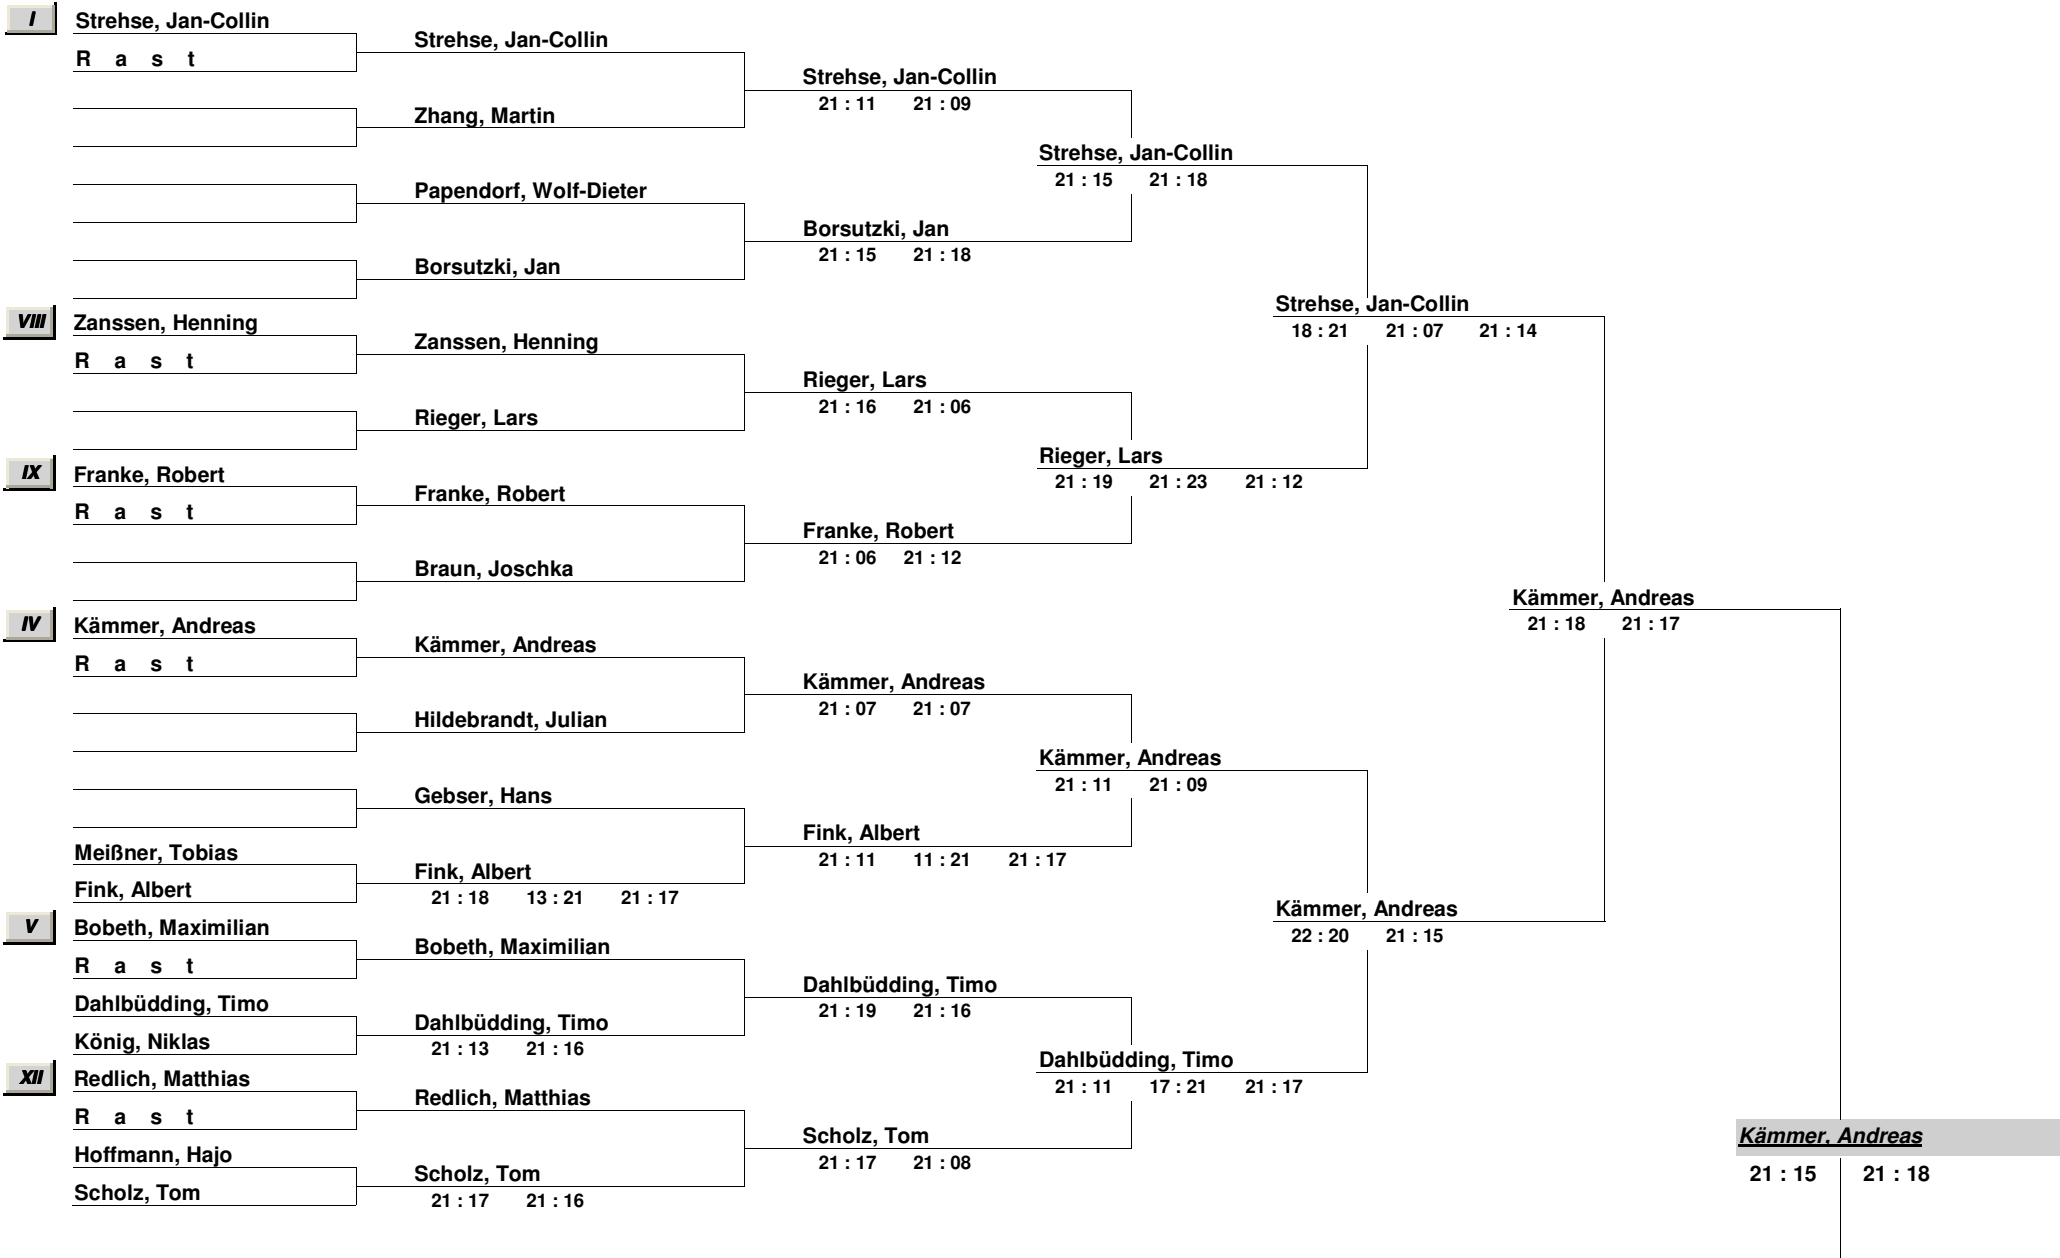 I
Strehse, Jan-Collin
R a s t
Strehse, Jan-Collin
Zhang, Martin
Strehse, Jan-Collin
21 : 11 21 : 09
Strehse, Jan-Collin
21 : 15 21 : 18
Papendorf, Wolf-Dieter
Borsutzki, Jan
21 : 15 21 : 18
Borsutzki, Jan
Strehse, Jan-Collin
18 : 21 21 : 07 21 : 14
VIII
Zanssen, Henning
R a s t
Zanssen, Henning
Rieger, Lars
21 : 16 21 : 06
Rieger, Lars
Rieger, Lars
21 : 19 21 : 23 21 : 12
IX
Franke, Robert
R a s t
Franke, Robert
Franke, Robert
21 : 06 21 : 12
Braun, Joschka
Kämmer, Andreas
21 : 18 21 : 17
IV
Kämmer, Andreas
R a s t
Kämmer, Andreas
Kämmer, Andreas
21 : 07 21 : 07
Hildebrandt, Julian
Kämmer, Andreas
21 : 11 21 : 09
Gebser, Hans
Fink, Albert
21 : 11 11 : 21 21 : 17
Meißner, Tobias
Fink, Albert
Fink, Albert
21 : 18 13 : 21 21 : 17
Kämmer, Andreas
22 : 20 21 : 15
V
Bobeth, Maximilian
R a s t
Bobeth, Maximilian
Dahlbüdding, Timo
21 : 19 21 : 16
Dahlbüdding, Timo
König, Niklas
Dahlbüdding, Timo
21 : 13 21 : 16
Dahlbüdding, Timo
21 : 11 17 : 21 21 : 17
XII
Redlich, Matthias
R a s t
Redlich, Matthias
Scholz, Tom
21 : 17 21 : 08
Hoffmann, Hajo
Scholz, Tom
Scholz, Tom
21 : 17 21 : 16
Kämmer, Andreas
21 : 15 21 : 18